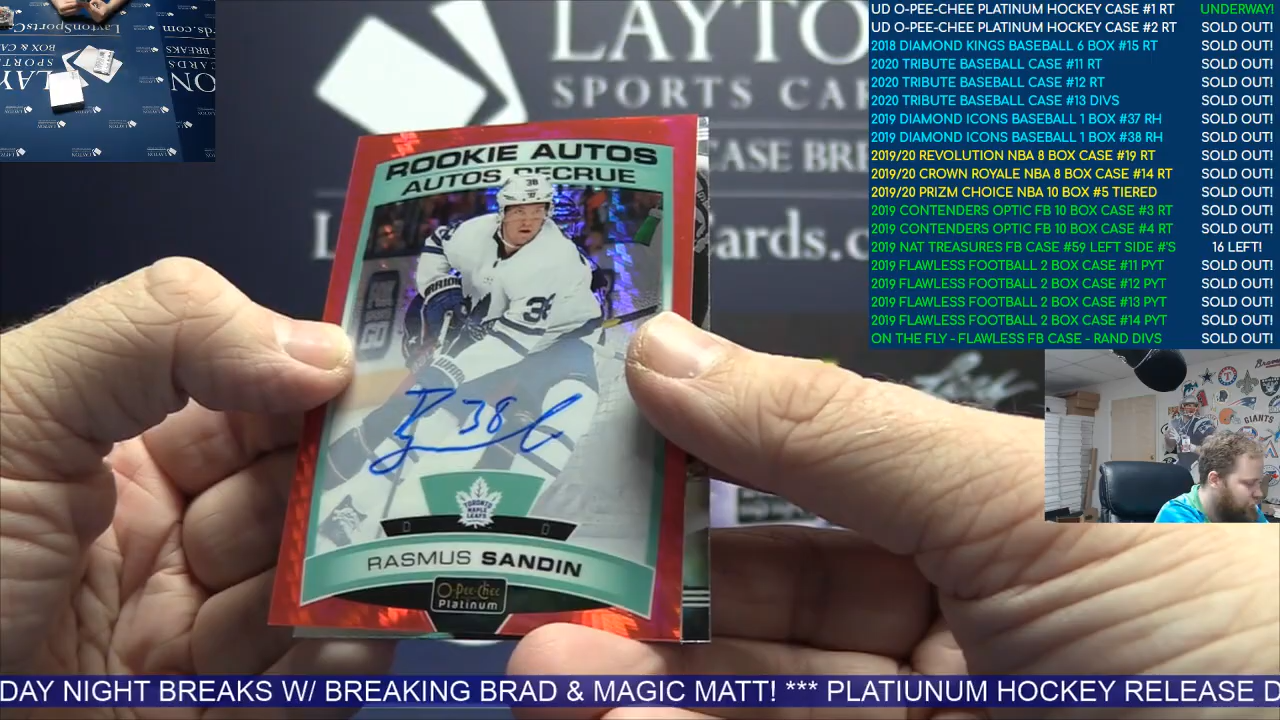 UD O-PEE-CHEE PLATINUM HOCKEY CASE #1 RT UNDERWAY!
UD O-PEE-CHEE PLATINUM HOCKEY CASE #2 RT SOLD OUT!
2018 DIAMOND KINGS BASEBALL 6 BOX #15 RT SOLD OUT!
2020 TRIBUTE BASEBALL CASE #11 RT SOLD OUT!
2020 TRIBUTE BASEBALL CASE #12 RT SOLD OUT!
2020 TRIBUTE BASEBALL CASE #13 DIVS SOLD OUT!
2019 DIAMOND ICONS BASEBALL 1 BOX #37 RH SOLD OUT!
2019 DIAMOND ICONS BASEBALL 1 BOX #38 RH SOLD OUT!
2019/20 REVOLUTION NBA 8 BOX CASE #19 RT SOLD OUT!
2019/20 CROWN ROYALE NBA 8 BOX CASE #14 RT SOLD OUT!
2019/20 PRIZM CHOICE NBA 10 BOX #5 TIERED SOLD OUT!
2019 CONTENDERS OPTIC FB 10 BOX CASE #3 RT SOLD OUT!
2019 CONTENDERS OPTIC FB 10 BOX CASE #4 RT SOLD OUT!
2019 NAT TREASURES FB CASE #59 LEFT SIDE #'S 16 LEFT!
2019 FLAWLESS FOOTBALL 2 BOX CASE #11 PYT SOLD OUT!
2019 FLAWLESS FOOTBALL 2 BOX CASE #12 PYT SOLD OUT!
2019 FLAWLESS FOOTBALL 2 BOX CASE #13 PYT SOLD OUT!
2019 FLAWLESS FOOTBALL 2 BOX CASE #14 PYT SOLD OUT!
ON THE FLY - FLAWLESS FB CASE - RAND DIVS SOLD OUT!
LAYTO
SPORTS CAR
CASE BRE
L
ards.c
ROOKIE AUTOS
AUTOS RECRUE
38
38
TORONTO
MAPLE
LEAFS
D D
RASMUS SANDIN
O-Pee-Chee
Platinum
GIANTS
DAY NIGHT BREAKS W/ BREAKING BRAD & MAGIC MATT! *** PLATIUNUM HOCKEY RELEASE D